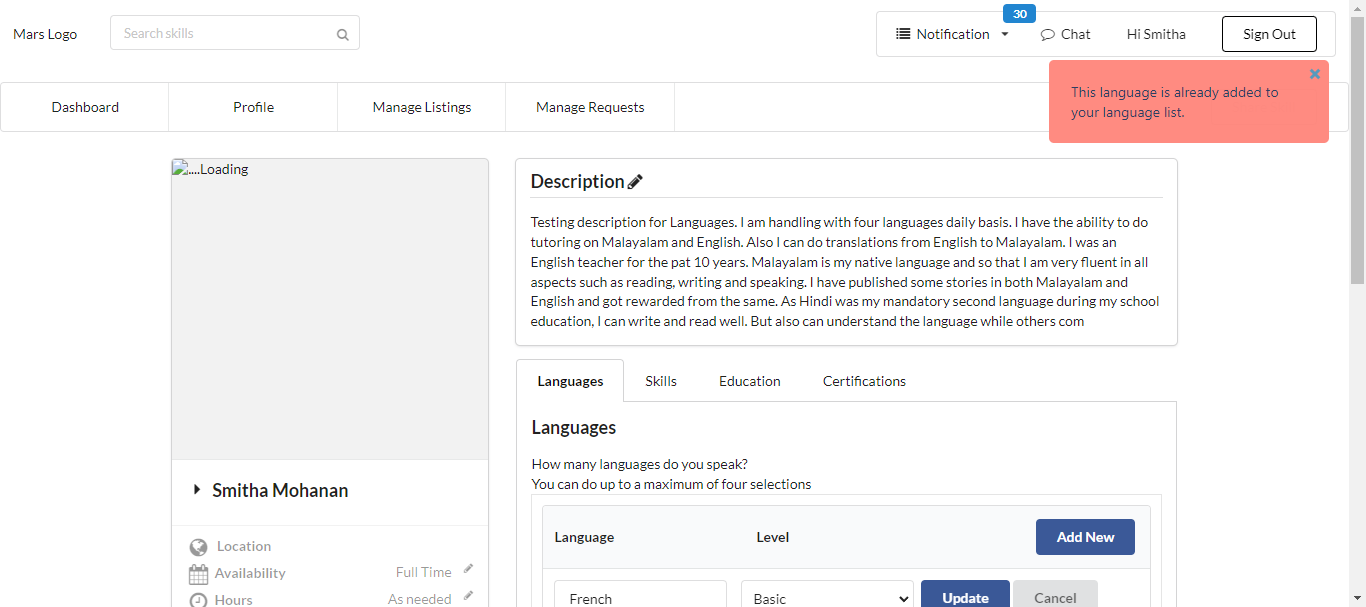 30
Mars Logo
Search skills
Notification
Chat
Hi Smitha
Sign Out
This language is already added to
your language list.
Dashboard
Profile
Manage Listings
Manage Requests
....Loading
Description
Testing description for Languages. I am handling with four languages daily basis. I have the ability to do
tutoring on Malayalam and English. Also I can do translations from English to Malayalam. I was an
English teacher for the pat 10 years. Malayalam is my native language and so that I am very fluent in all
aspects such as reading, writing and speaking. I have published some stories in both Malayalam and
English and got rewarded from the same. As Hindi was my mandatory second language during my school
education, I can write and read well. But also can understand the language while others com
Smitha Mohanan
Location
Availability
Full Time
Hours
As needed
Languages
Skills
Education
Certifications
Languages
How many languages do you speak?
You can do up to a maximum of four selections
Language
Level
Add New
French
Basic
Update
Cancel